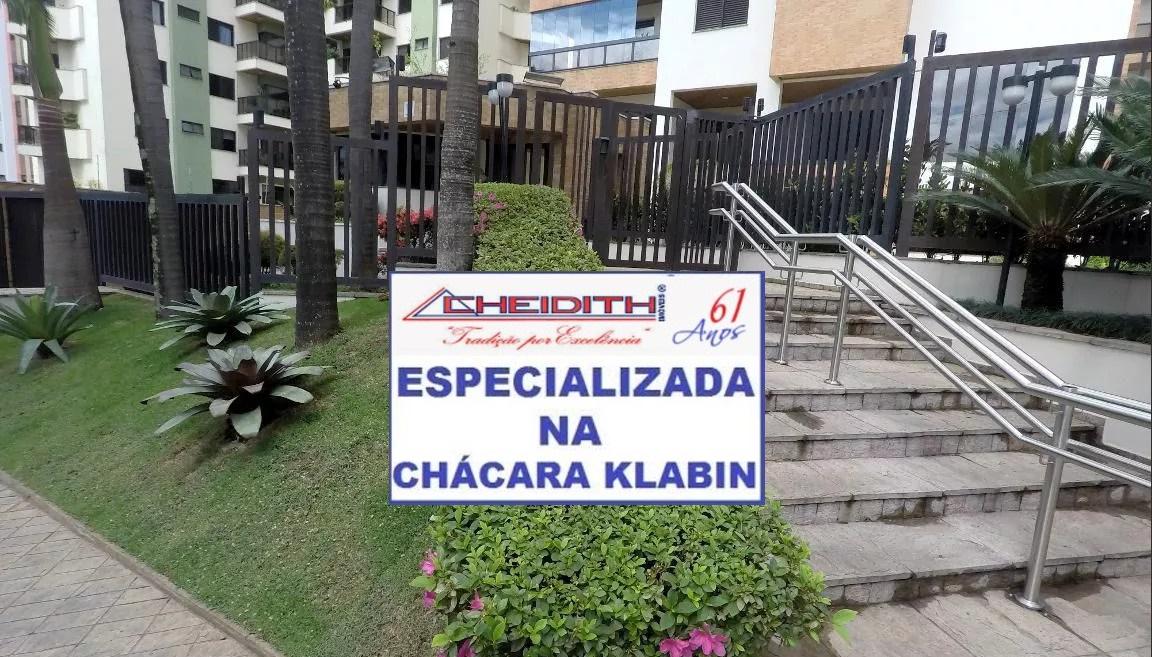 CHEIDITH IMÓVEIS ®
61
Anos
"Tradição por Excelência"
ESPECIALIZADA
NA
CHÁCARA KLABIN